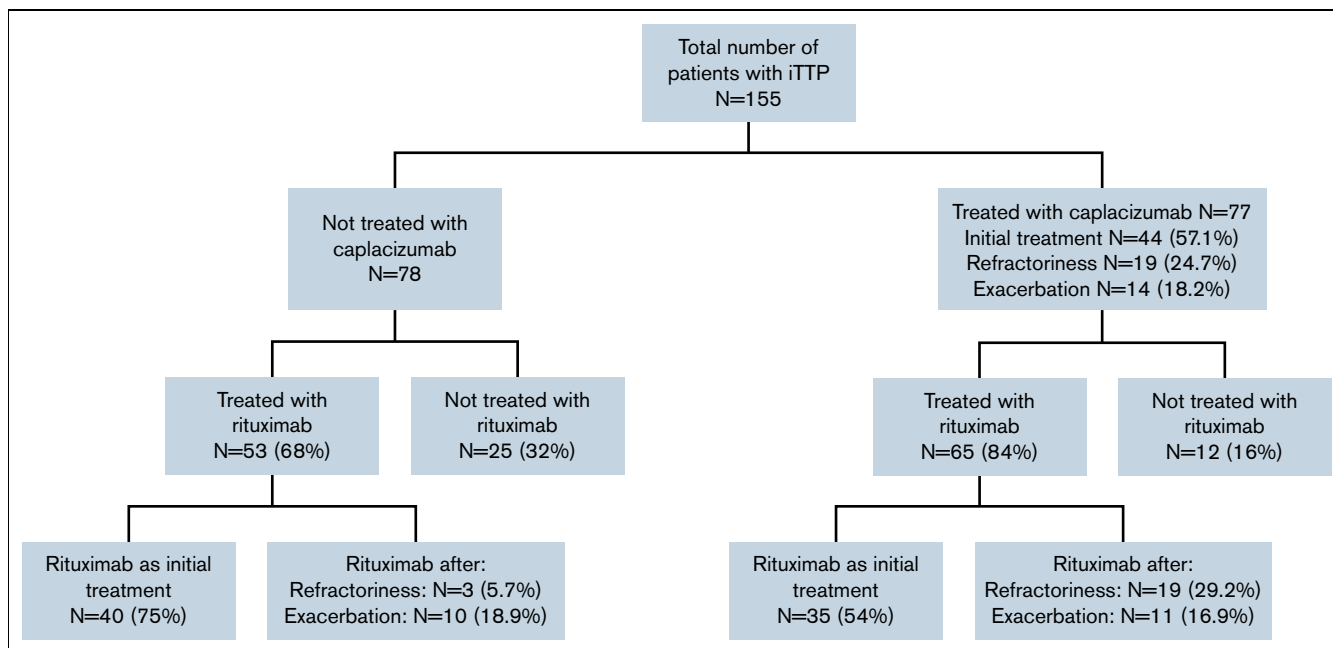 Total number of
patients with iTTP
N=155
Not treated with
caplacizumab
N=78
Treated with caplacizumab N=77
Initial treatment N=44 (57.1%)
Refractoriness N=19 (24.7%)
Exacerbation N=14 (18.2%)
Treated with
rituximab
N=53 (68%)
Not treated with
rituximab
N=25 (32%)
Treated with
rituximab
N=65 (84%)
Not treated with
rituximab
N=12 (16%)
Rituximab as initial
treatment
N=40 (75%)
Rituximab after:
Refractoriness: N=3 (5.7%)
Exacerbation: N=10 (18.9%)
Rituximab as initial
treatment
N=35 (54%)
Rituximab after:
Refractoriness: N=19 (29.2%)
Exacerbation: N=11 (16.9%)